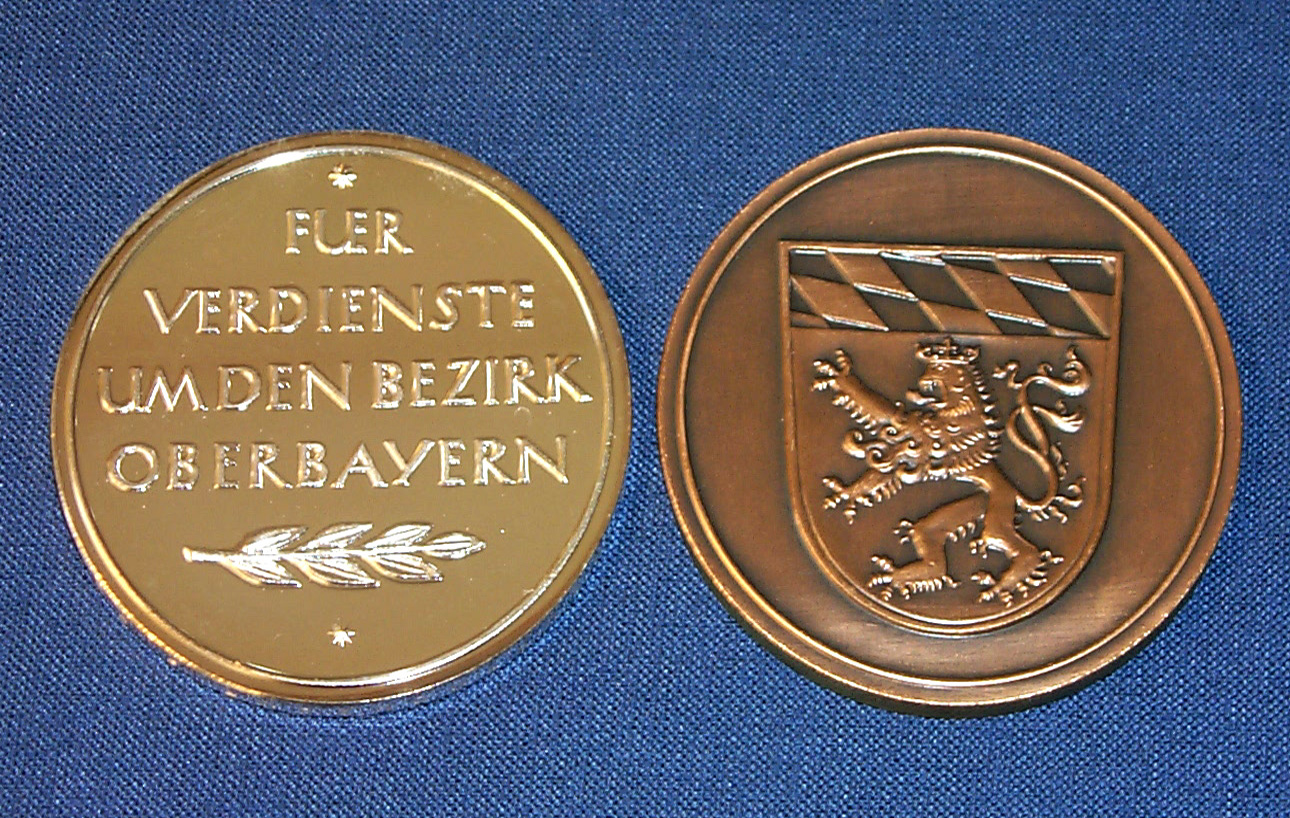 FUER
VERDIENSTE
UM DEN BEZIRK
OBERBAYERN